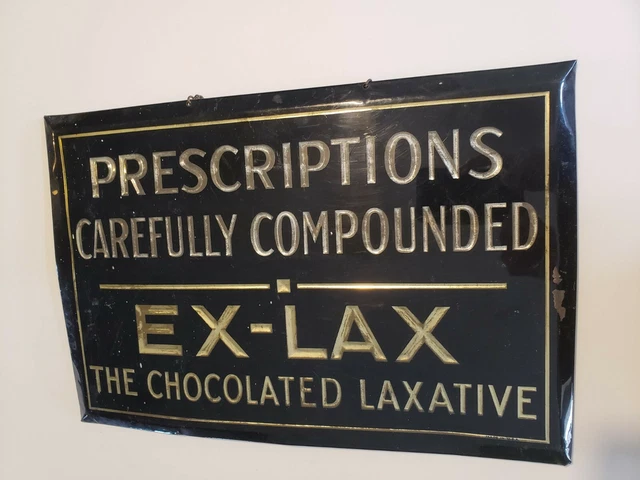 PRESCRIPTIONS
CAREFULLY COMPOUNDED
EX-LAX
THE CHOCOLATED LAXATIVE